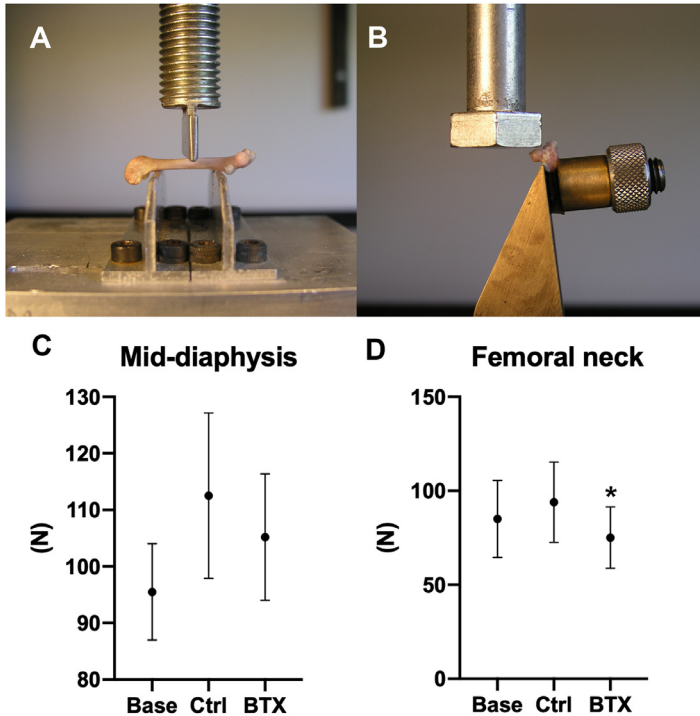 A
B
C
Mid-diaphysis
130
120
110
100
90
80
(N)
Base Ctrl BTX
D
Femoral neck
150
100
50
0
(N)
*
Base Ctrl BTX